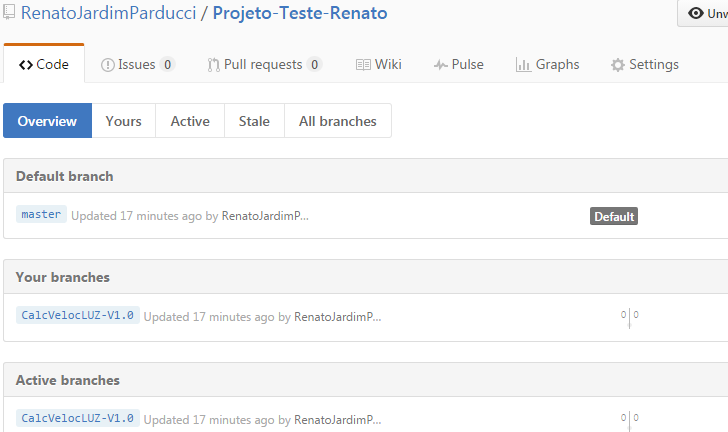 RenatoJardimParducci / Projeto-Teste-Renato
Code Issues 0 Pull requests 0 Wiki Pulse Graphs Settings
Overview Yours Active Stale All branches
Default branch
master Updated 17 minutes ago by RenatoJardimP... Default
Your branches
CalcVelocLUZ-V1.0 Updated 17 minutes ago by RenatoJardimP... 0 0
Active branches
CalcVelocLUZ-V1.0 Updated 17 minutes ago by RenatoJardimP... 0 0